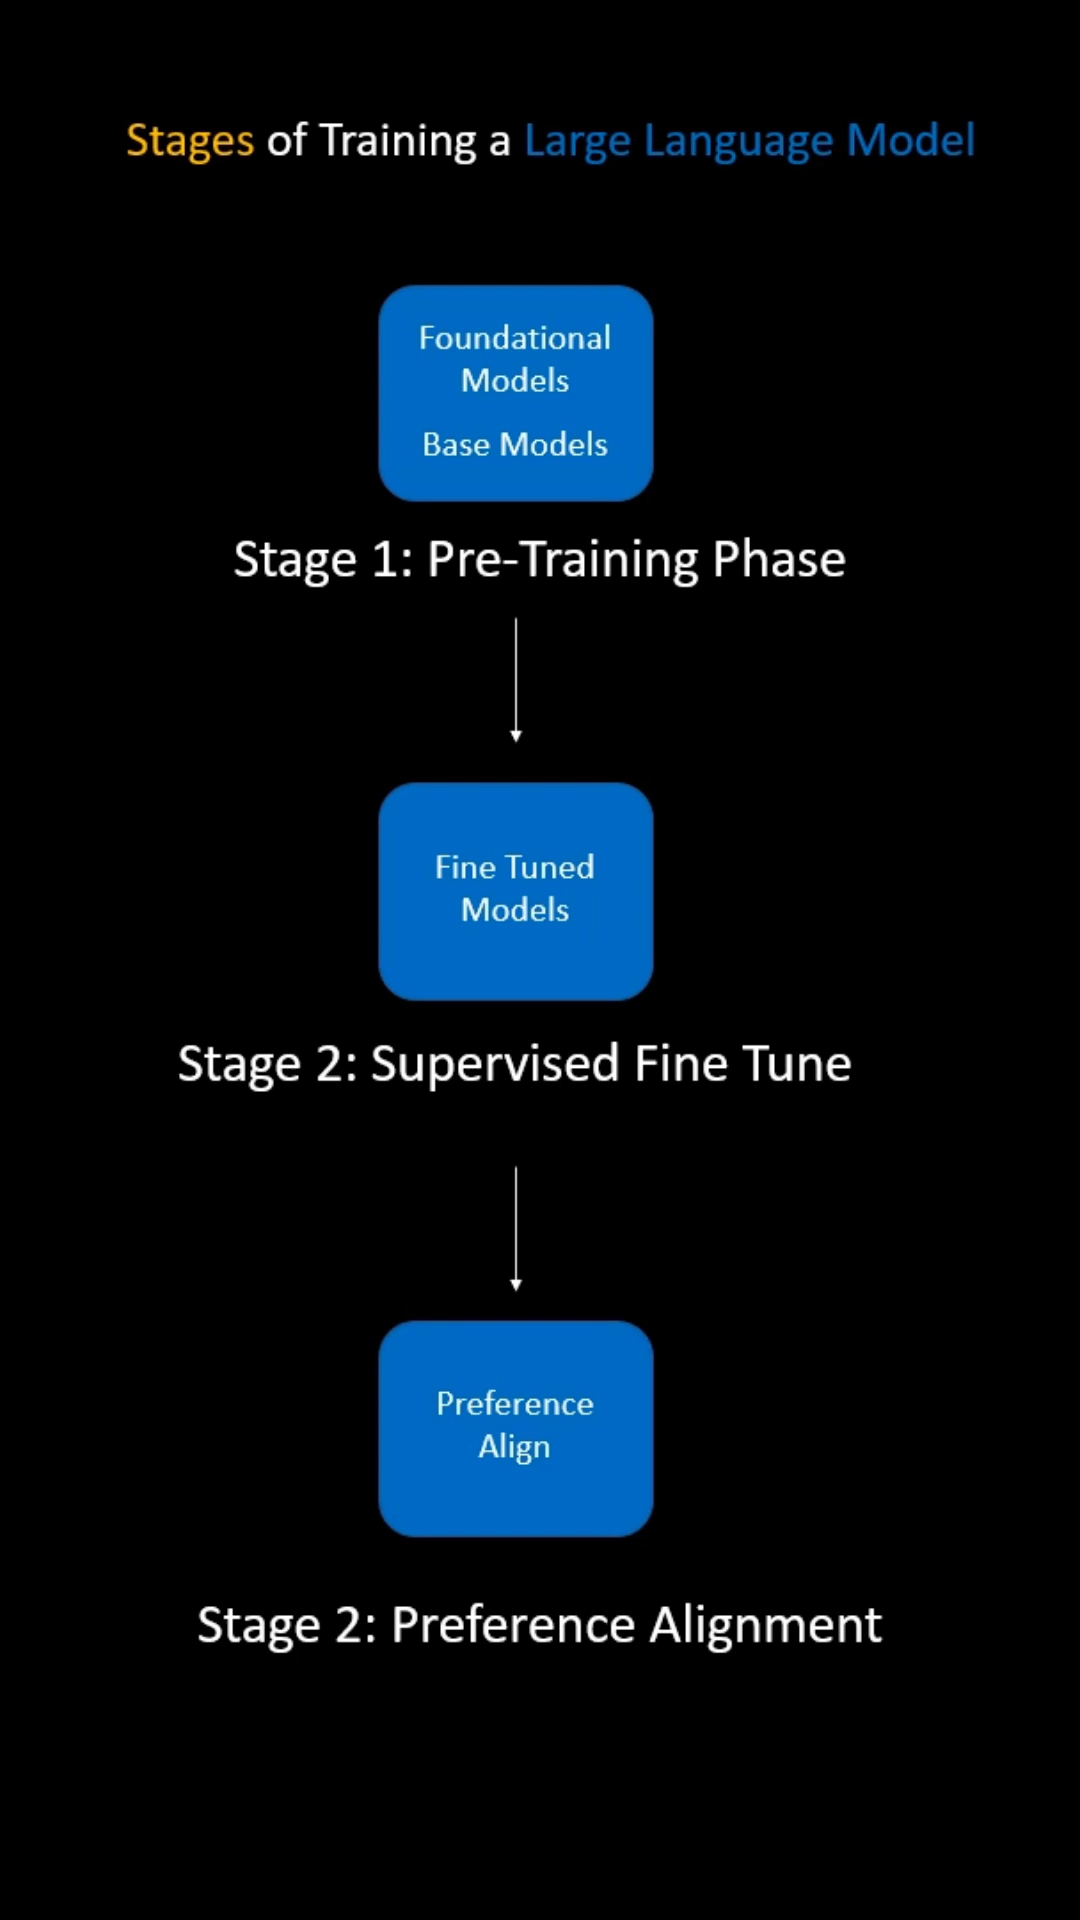 Stages of Training a Large Language Model
Foundational
Models
Base Models
Stage 1: Pre-Training Phase
Fine Tuned
Models
Stage 2: Supervised Fine Tune
Preference
Align
Stage 2: Preference Alignment